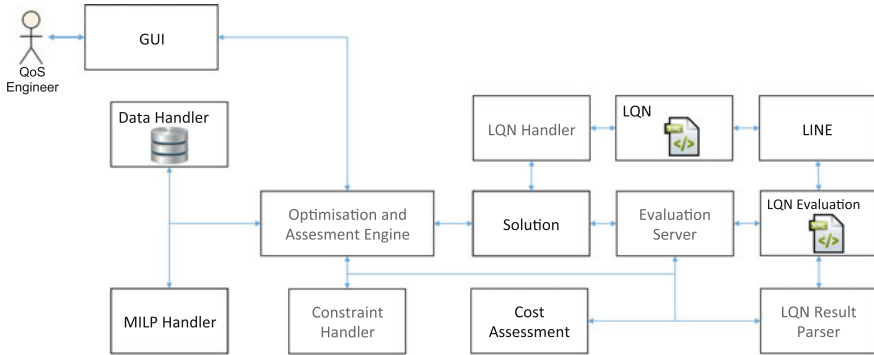 GUI
QoS
Engineer
Data Handler
LQN Handler
LQN
</>
LINE
Optimisation and
Assesment Engine
Solution
Evaluation
Server
LQN Evaluation
</>
MILP Handler
Constraint
Handler
Cost
Assessment
LQN Result
Parser